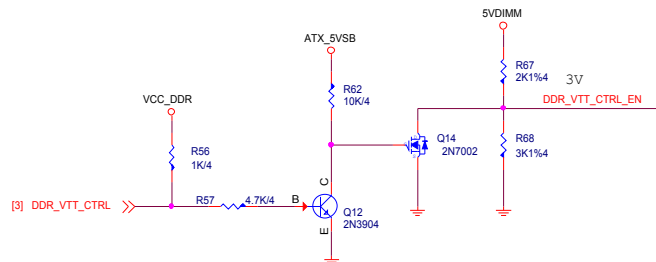 5VDIMM
ATX_5VSB
R67
2K1%4
3V
VCC_DDR
R62
10K/4
DDR_VTT_CTRL_EN
R56
1K/4
Q14
2N7002
R68
3K1%4
C
[3] DDR_VTT_CTRL
R57
4.7K/4
B
Q12
2N3904
E